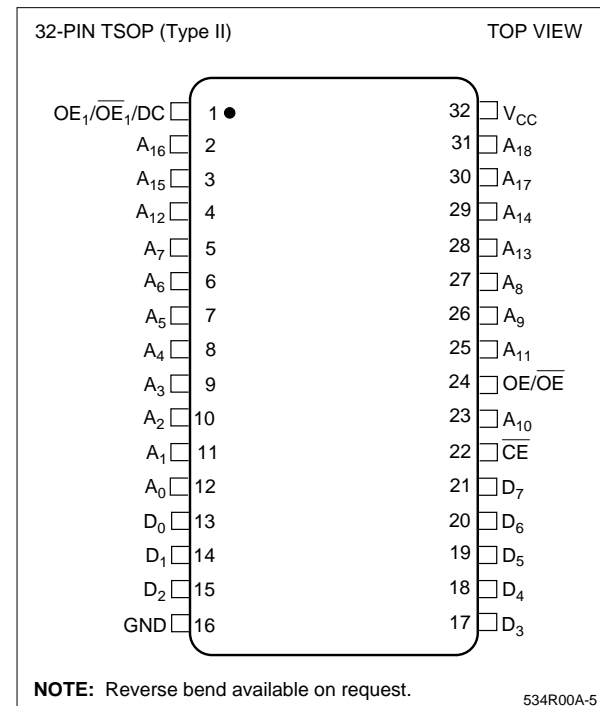 32-PIN TSOP (Type II) TOP VIEW
OE₁/O̅E̅₁/DC 1 32 V_CC
A₁₆ 2 31 A₁₈
A₁₅ 3 30 A₁₇
A₁₂ 4 29 A₁₄
A₇ 5 28 A₁₃
A₆ 6 27 A₈
A₅ 7 26 A₉
A₄ 8 25 A₁₁
A₃ 9 24 OE/O̅E̅
A₂ 10 23 A₁₀
A₁ 11 22 C̅E̅
A₀ 12 21 D₇
D₀ 13 20 D₆
D₁ 14 19 D₅
D₂ 15 18 D₄
GND 16 17 D₃
NOTE: Reverse bend available on request.
534R00A-5